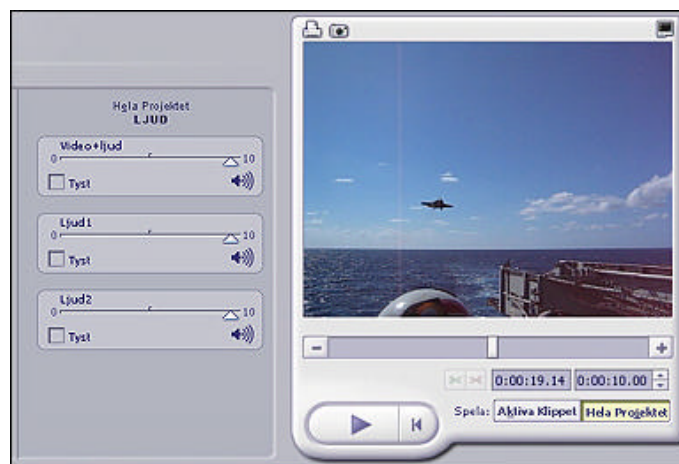 Hela Projektet
LJUD
Video+ljud
0 10
Tyst
Ljud1
0 10
Tyst
Ljud2
0 10
Tyst
0:00:19.14 0:00:10.00
Spela: Aktiva Klippet Hela Projektet